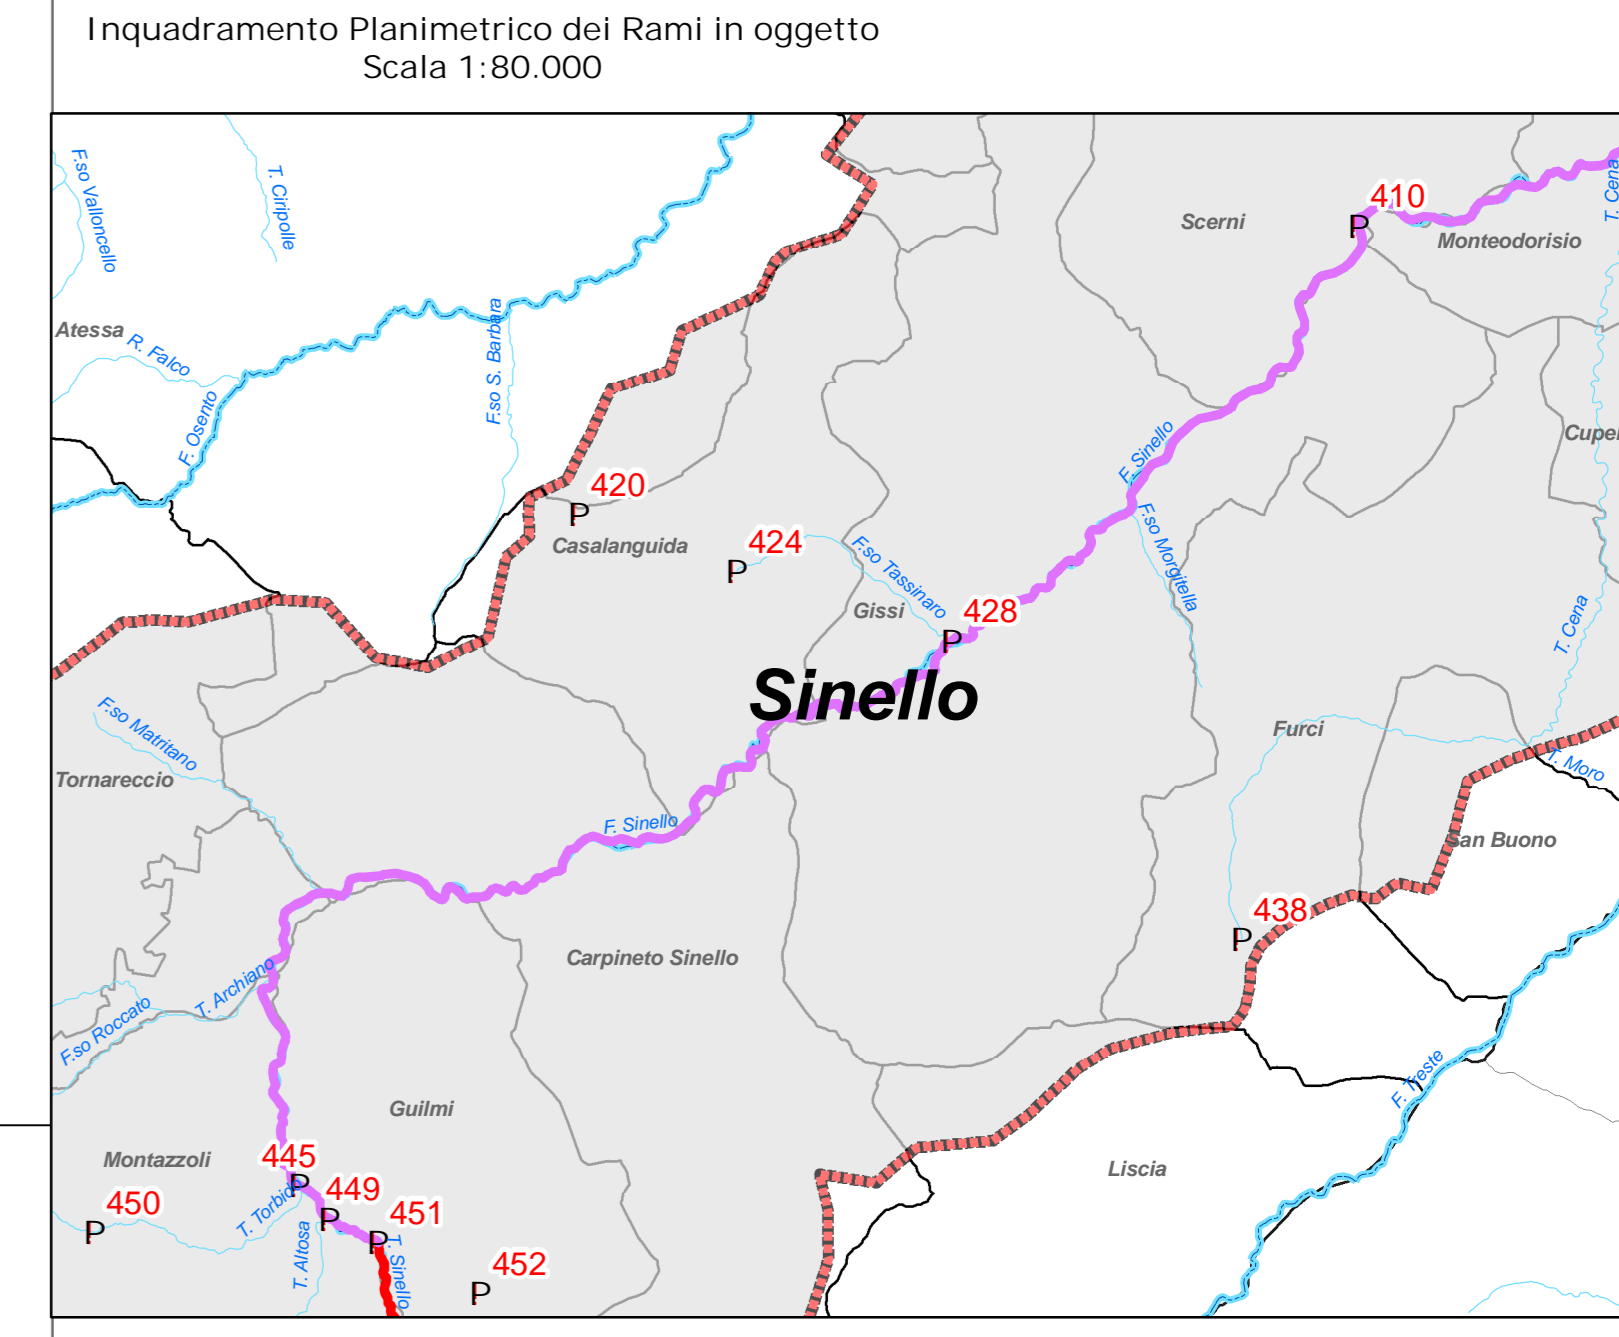 Inquadramento Planimetrico dei Rami in oggetto
Scala 1:80.000
F.so Valloncello
T. Ciripolle
T. Cena
410
P
Scerni
Monteodorisio
Atessa
R. Falco
F.so S. Barbara
F. Osento
F. Sinello
420
P
Casalanguida
424
P
F.so Tassinaro
F.so Morgitella
Gissi
428
P
T. Cena
Sinello
F.so Matritano
Furci
T. Moro
Tornareccio
F. Sinello
San Buono
438
P
Carpineto Sinello
T. Archiano
F.so Roccato
F. Treste
Guilmi
Montazzoli
445
P
Liscia
449
P
450
P
451
P
T. Torbido
T. Altosa
T. Sinello
452
P